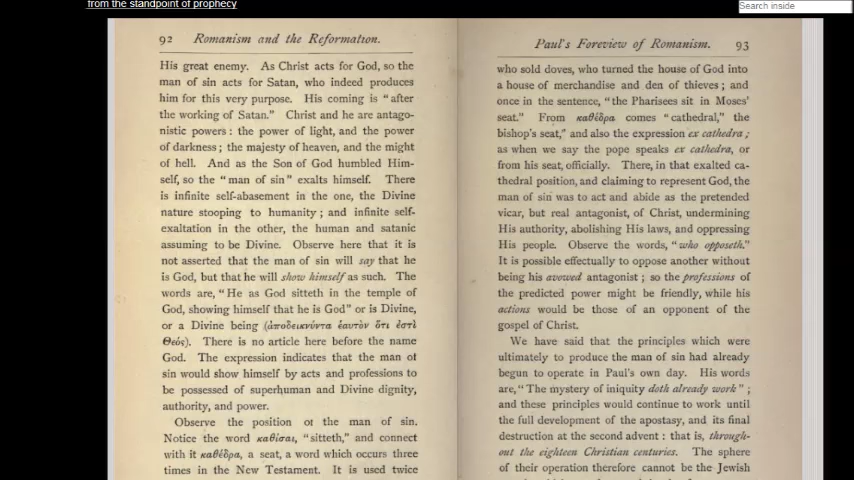 from the standpoint of prophecy
Search inside
92 Romanism and the Reformation.
His great enemy. As Christ acts for God, so the
man of sin acts for Satan, who indeed produces
him for this very purpose. His coming is "after
the working of Satan." Christ and he are antago-
nistic powers: the power of light, and the power
of darkness; the majesty of heaven, and the might
of hell. And as the Son of God humbled Him-
self, so the "man of sin" exalts himself. There
is infinite self-abasement in the one, the Divine
nature stooping to humanity; and infinite self-
exaltation in the other, the human and satanic
assuming to be Divine. Observe here that it is
not asserted that the man of sin will say that he
is God, but that he will show himself as such. The
words are, "He as God sitteth in the temple of
God, showing himself that he is God" or is Divine,
or a Divine being (ἀποδεικνύντα ἑαυτὸν ὅτι ἐστὶ
Θεός). There is no article here before the name
God. The expression indicates that the man of
sin would show himself by acts and professions to
be possessed of superhuman and Divine dignity,
authority, and power.
Observe the position of the man of sin.
Notice the word καθίσαι, "sitteth," and connect
with it καθέδρα, a seat, a word which occurs three
times in the New Testament. It is used twice
Paul's Foreview of Romanism. 93
who sold doves, who turned the house of God into
a house of merchandise and den of thieves; and
once in the sentence, "the Pharisees sit in Moses'
seat." From καθέδρα comes "cathedral," the
bishop's seat," and also the expression ex cathedra;
as when we say the pope speaks ex cathedra, or
from his seat, officially. There, in that exalted ca-
thedral position, and claiming to represent God, the
man of sin was to act and abide as the pretended
vicar, but real antagonist, of Christ, undermining
His authority, abolishing His laws, and oppressing
His people. Observe the words, "who opposeth."
It is possible effectually to oppose another without
being his avowed antagonist; so the professions of
the predicted power might be friendly, while his
actions would be those of an opponent of the
gospel of Christ.
We have said that the principles which were
ultimately to produce the man of sin had already
begun to operate in Paul's own day. His words
are, "The mystery of iniquity doth already work";
and these principles would continue to work until
the full development of the apostasy, and its final
destruction at the second advent: that is, through-
out the eighteen Christian centuries. The sphere
of their operation therefore cannot be the Jewish